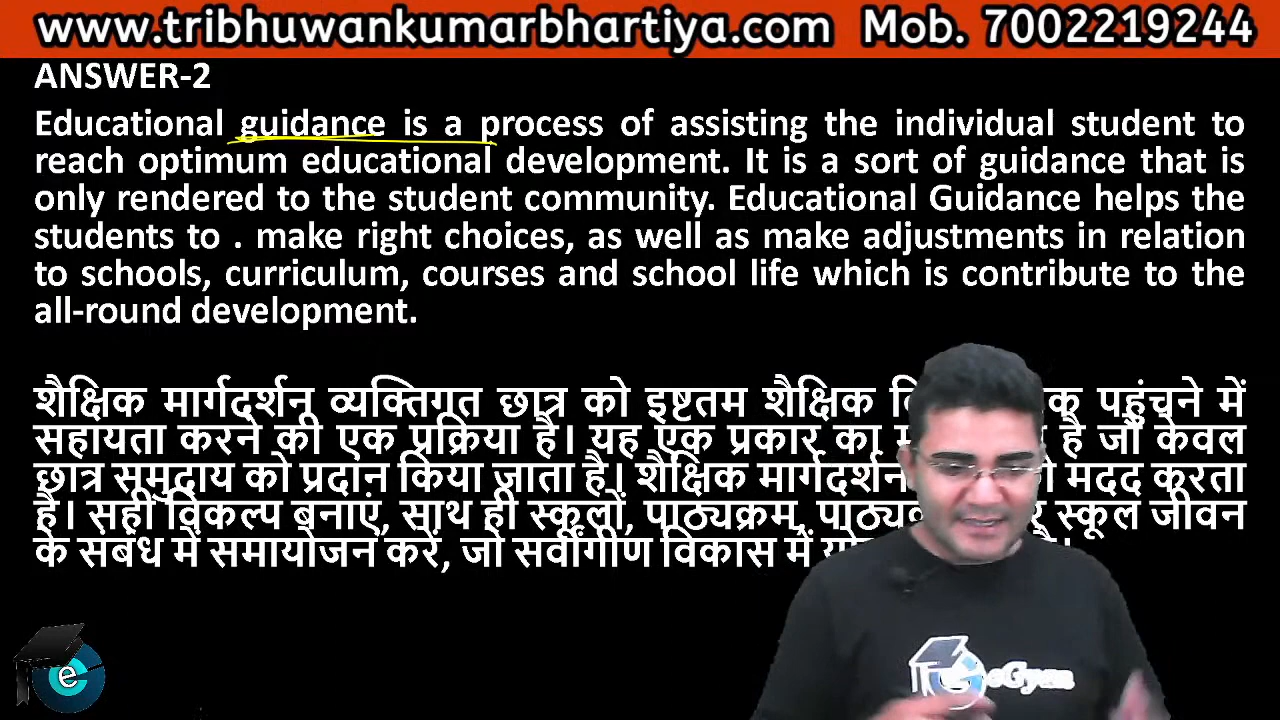 www.tribhuwankumarbhartiya.com Mob. 7002219244
ANSWER-2
Educational guidance is a process of assisting the individual student to
reach optimum educational development. It is a sort of guidance that is
only rendered to the student community. Educational Guidance helps the
students to . make right choices, as well as make adjustments in relation
to schools, curriculum, courses and school life which is contribute to the
all-round development.
शैक्षिक मार्गदर्शन व्यक्तिगत छात्र को इष्टतम शैक्षिक पहुंचने में
सहायता करने की एक प्रक्रिया है। यह एक प्रकार का है जो केवल
छात्र समुदाय को प्रदान किया जाता है। शैक्षिक मार्गदर्शन मदद करता
है। सही विकल्प बनाएं, साथ ही स्कूलों, पाठ्यक्रम, स्कूल जीवन
के संबंध में समायोजन करें, जो सर्वांगीण विकास में है।
e
eGyan